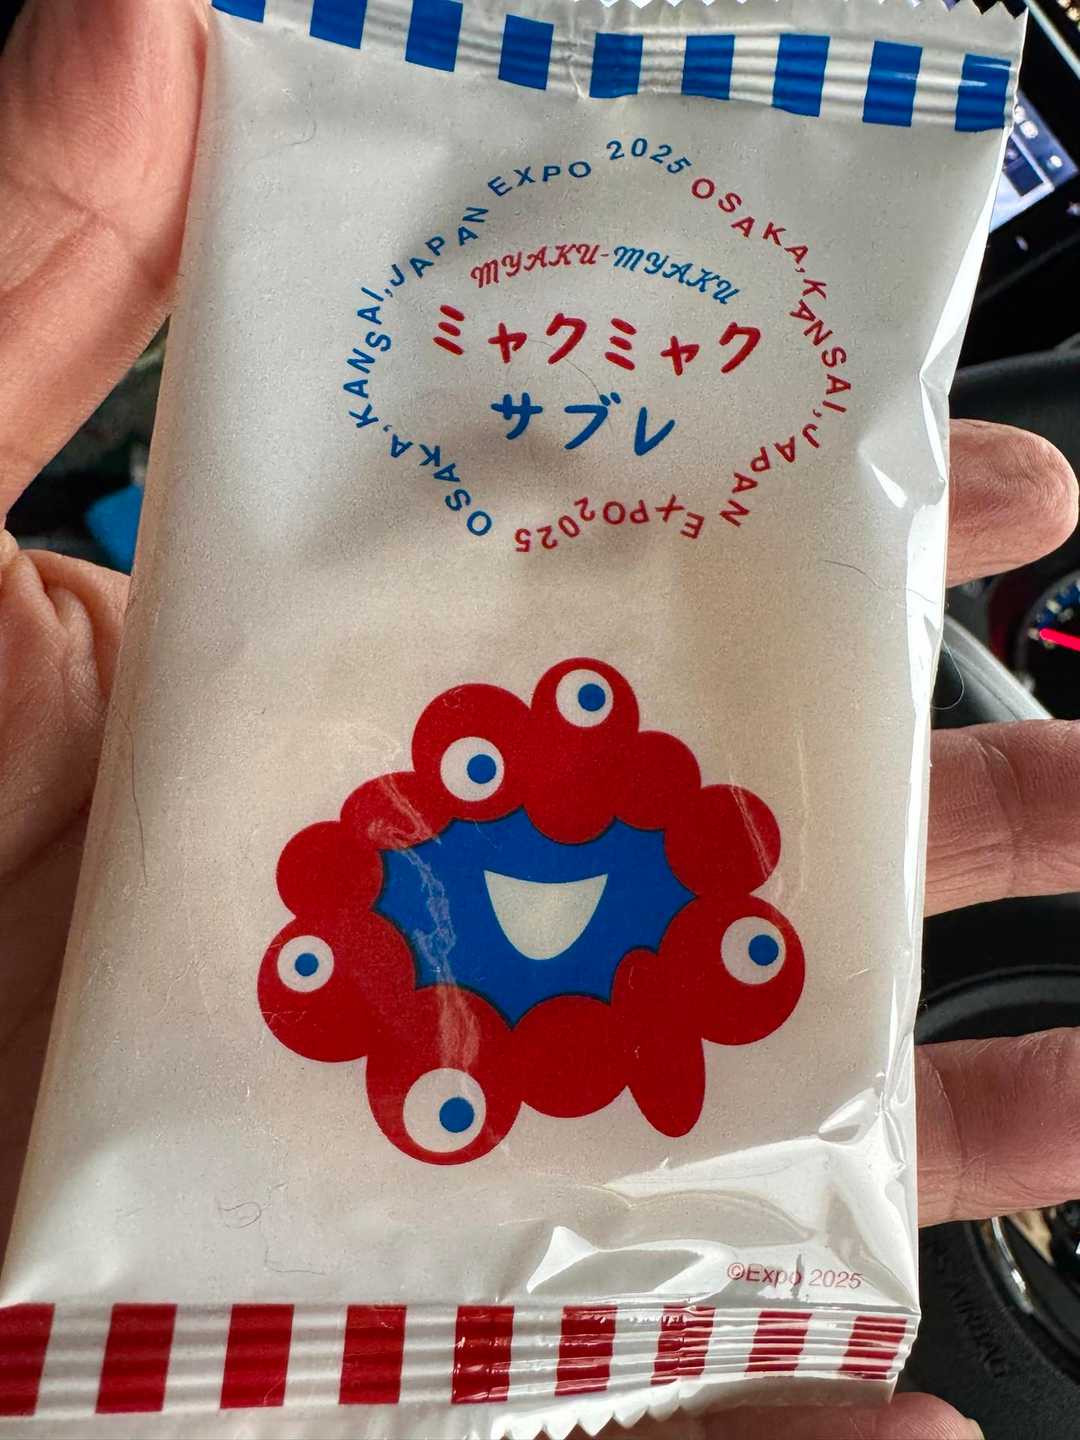 OSAKA, KANSAI, JAPAN EXPO 2025
OSAKA, KANSAI, JAPAN EXPO2025
MYAKU-MYAKU
ミャクミャク
サブレ
©Expo 2025